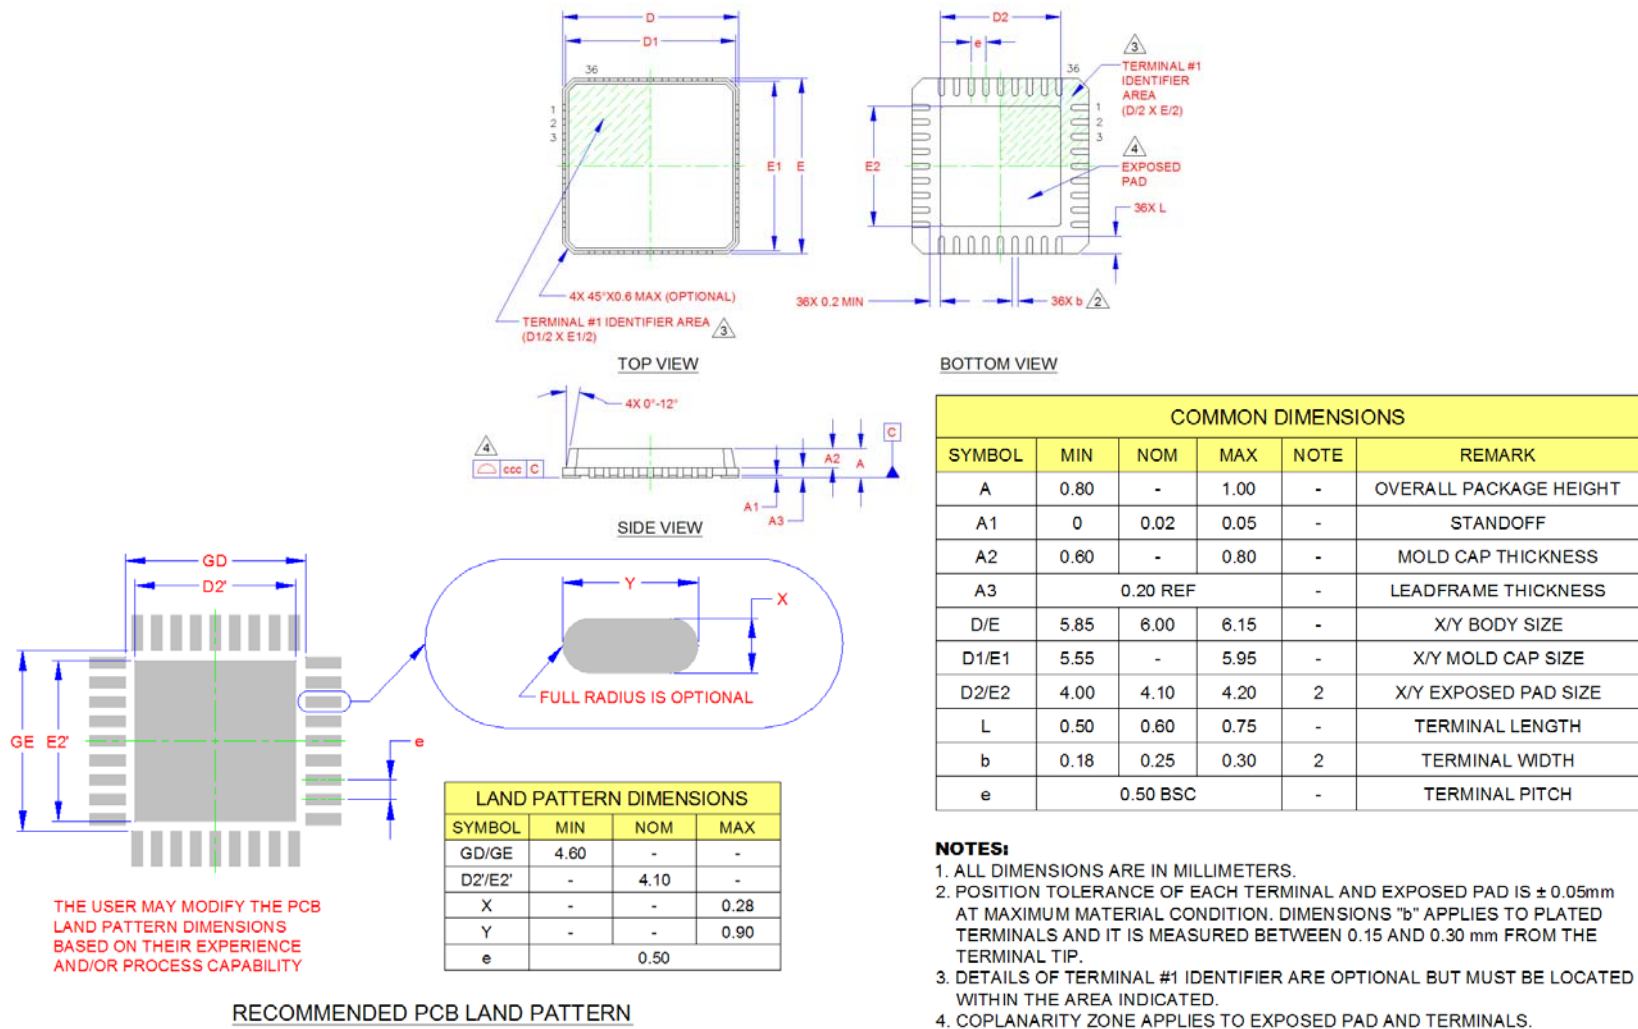 D
D1
36
1
2
3
E1
E
4X 45°X0.6 MAX (OPTIONAL)
TERMINAL #1 IDENTIFIER AREA
(D1/2 X E1/2)
3
TOP VIEW
D2
e
3
36
TERMINAL #1
IDENTIFIER
AREA
(D/2 X E/2)
1
2
3
4
EXPOSED
PAD
E2
36X L
36X 0.2 MIN
36X b
2
BOTTOM VIEW
4X 0°-12°
4
ccc C
C
A2
A
A1
A3
SIDE VIEW
GD
D2'
GE
E2'
e
Y
X
FULL RADIUS IS OPTIONAL
THE USER MAY MODIFY THE PCB
LAND PATTERN DIMENSIONS
BASED ON THEIR EXPERIENCE
AND/OR PROCESS CAPABILITY
LAND PATTERN DIMENSIONS
SYMBOL MIN NOM MAX
GD/GE 4.60 - -
D2'/E2' - 4.10 -
X - - 0.28
Y - - 0.90
e 0.50
RECOMMENDED PCB LAND PATTERN
COMMON DIMENSIONS
SYMBOL MIN NOM MAX NOTE REMARK
A 0.80 - 1.00 - OVERALL PACKAGE HEIGHT
A1 0 0.02 0.05 - STANDOFF
A2 0.60 - 0.80 - MOLD CAP THICKNESS
A3 0.20 REF - LEADFRAME THICKNESS
D/E 5.85 6.00 6.15 - X/Y BODY SIZE
D1/E1 5.55 - 5.95 - X/Y MOLD CAP SIZE
D2/E2 4.00 4.10 4.20 2 X/Y EXPOSED PAD SIZE
L 0.50 0.60 0.75 - TERMINAL LENGTH
b 0.18 0.25 0.30 2 TERMINAL WIDTH
e 0.50 BSC - TERMINAL PITCH
NOTES:
1. ALL DIMENSIONS ARE IN MILLIMETERS.
2. POSITION TOLERANCE OF EACH TERMINAL AND EXPOSED PAD IS ± 0.05mm
AT MAXIMUM MATERIAL CONDITION. DIMENSIONS "b" APPLIES TO PLATED
TERMINALS AND IT IS MEASURED BETWEEN 0.15 AND 0.30 mm FROM THE
TERMINAL TIP.
3. DETAILS OF TERMINAL #1 IDENTIFIER ARE OPTIONAL BUT MUST BE LOCATED
WITHIN THE AREA INDICATED.
4. COPLANARITY ZONE APPLIES TO EXPOSED PAD AND TERMINALS.